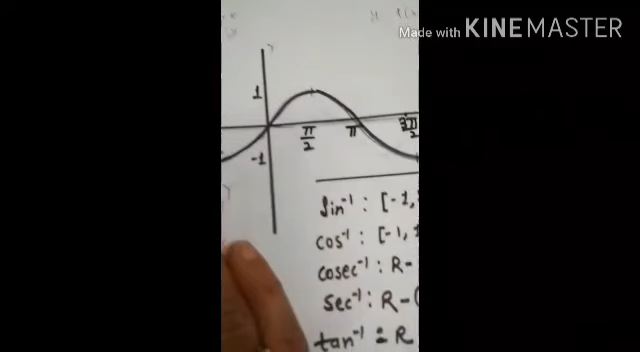 Made with KINEMASTER
1
π/2
π
3π/2
-1
sin⁻¹ : [-1,
cos⁻¹ : [-1, 1
cosec⁻¹ : R-
sec⁻¹ : R-(
tan⁻¹ : R